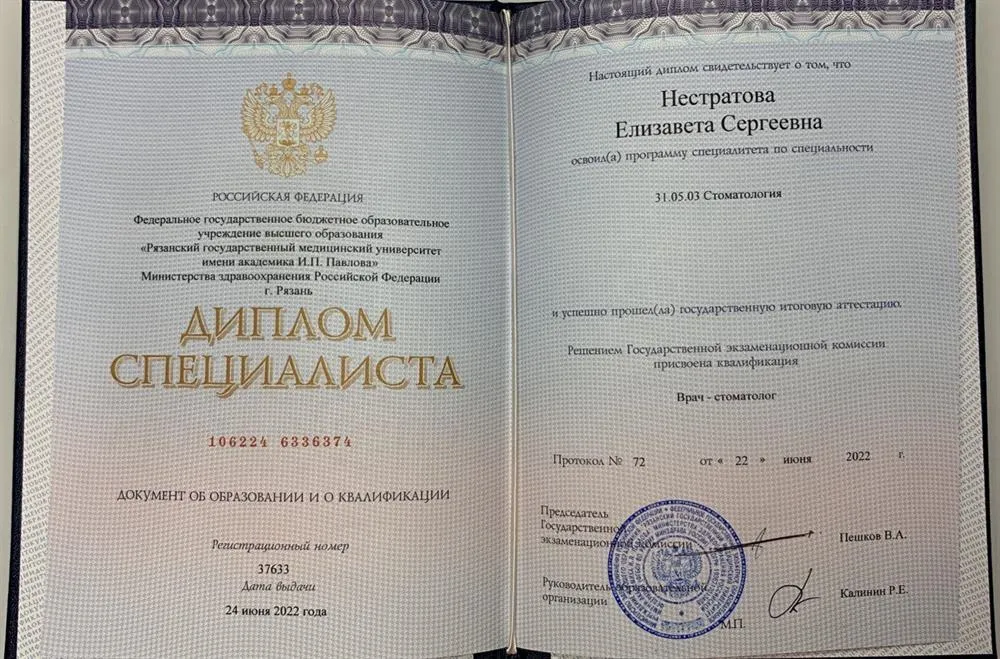 РОССИЙСКАЯ ФЕДЕРАЦИЯ
Федеральное государственное бюджетное образовательное
учреждение высшего образования
«Рязанский государственный медицинский университет
имени академика И.П. Павлова»
Министерства здравоохранения Российской Федерации
г. Рязань
ДИПЛОМ
СПЕЦИАЛИСТА
106224 6336374
ДОКУМЕНТ ОБ ОБРАЗОВАНИИ И О КВАЛИФИКАЦИИ
Регистрационный номер
37633
Дата выдачи
24 июня 2022 года
Настоящий диплом свидетельствует о том, что
Нестратова
Елизавета Сергеевна
освоил(а) программу специалитета по специальности
31.05.03 Стоматология
и успешно прошел(ла) государственную итоговую аттестацию.
Решением Государственной экзаменационной комиссии
присвоена квалификация
Врач - стоматолог
Протокол № 72 от « 22 » июня 2022 г.
Председатель
Государственной
экзаменационной комиссии
Пешков В.А.
Руководитель образовательной
организации
Калинин Р.Е.
М.П.